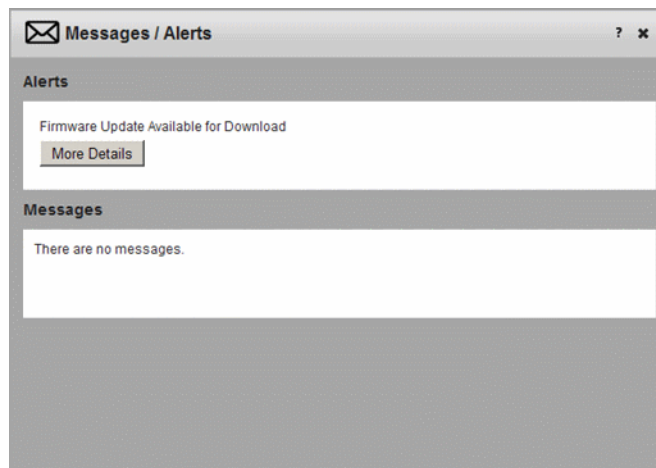 Messages / Alerts ? ✖
Alerts
Firmware Update Available for Download
More Details
Messages
There are no messages.